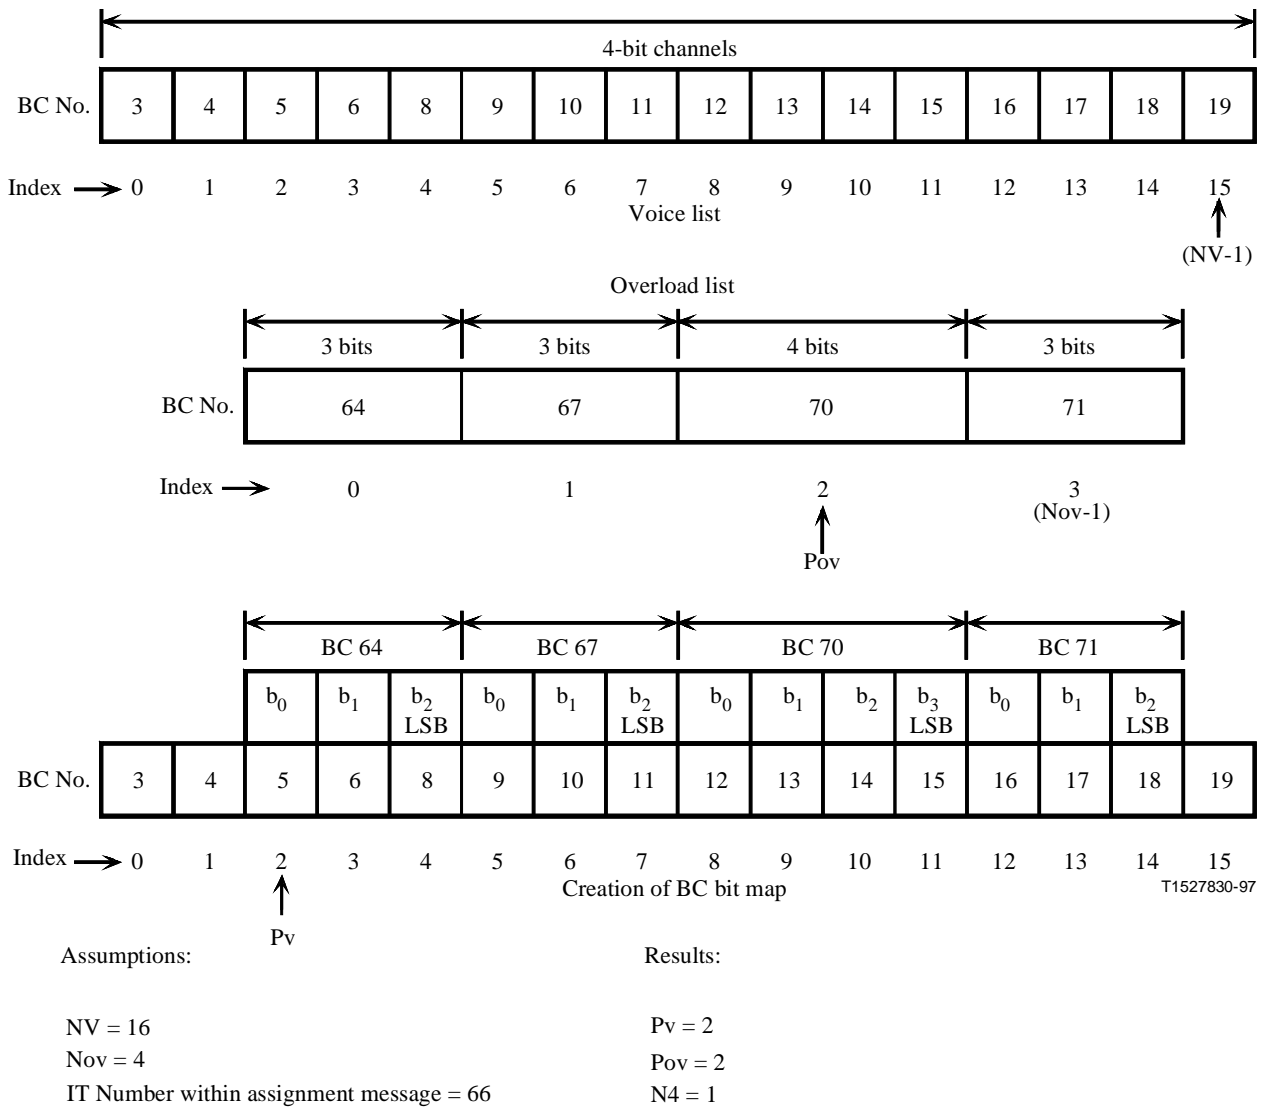 4-bit channels
BC No. 3 4 5 6 8 9 10 11 12 13 14 15 16 17 18 19
Index 0 1 2 3 4 5 6 7 8 9 10 11 12 13 14 15
Voice list
(NV-1)
Overload list
3 bits 3 bits 4 bits 3 bits
BC No. 64 67 70 71
Index 0 1 2 3
(Nov-1)
Pov
BC 64 BC 67 BC 70 BC 71
b0 b1 b2 b0 b1 b2 b0 b1 b2 b3 b0 b1 b2
LSB LSB LSB LSB
BC No. 3 4 5 6 8 9 10 11 12 13 14 15 16 17 18 19
Index 0 1 2 3 4 5 6 7 8 9 10 11 12 13 14 15
Creation of BC bit map
T1527830-97
Pv
Assumptions: Results:
NV = 16 Pv = 2
Nov = 4 Pov = 2
IT Number within assignment message = 66 N4 = 1